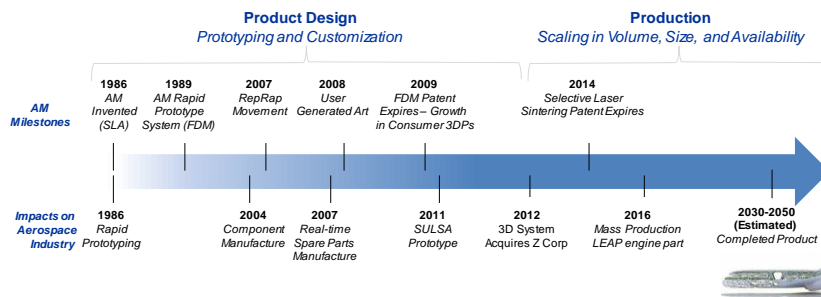 Product Design
Prototyping and Customization
Production
Scaling in Volume, Size, and Availability
AM
Milestones
1986
AM
Invented
(SLA)
1989
AM Rapid
Prototype
System (FDM)
2007
RepRap
Movement
2008
User
Generated Art
2009
FDM Patent
Expires – Growth
in Consumer 3DPs
2014
Selective Laser
Sintering Patent Expires
Impacts on
Aerospace
Industry
1986
Rapid
Prototyping
2004
Component
Manufacture
2007
Real-time
Spare Parts
Manufacture
2011
SULSA
Prototype
2012
3D System
Acquires Z Corp
2016
Mass Production
LEAP engine part
2030-2050
(Estimated)
Completed Product